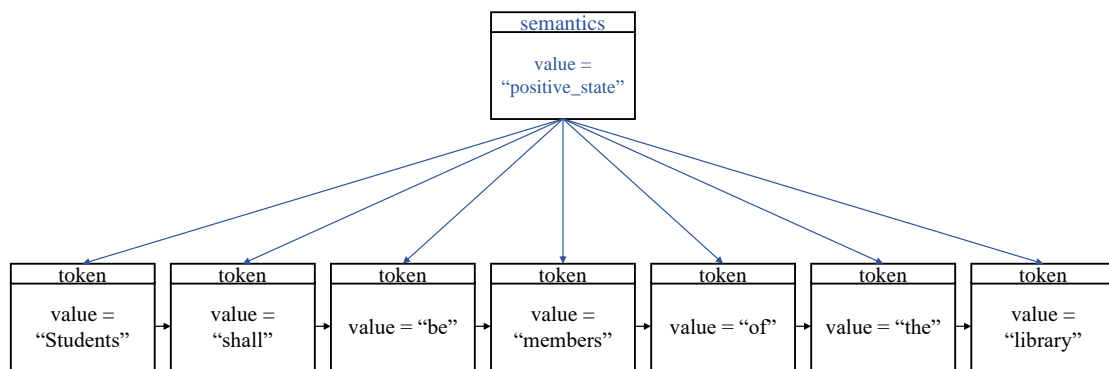 semantics
value =
“positive_state”
token
value =
“Students”
token
value =
“shall”
token
value = “be”
token
value =
“members”
token
value = “of”
token
value = “the”
token
value =
“library”